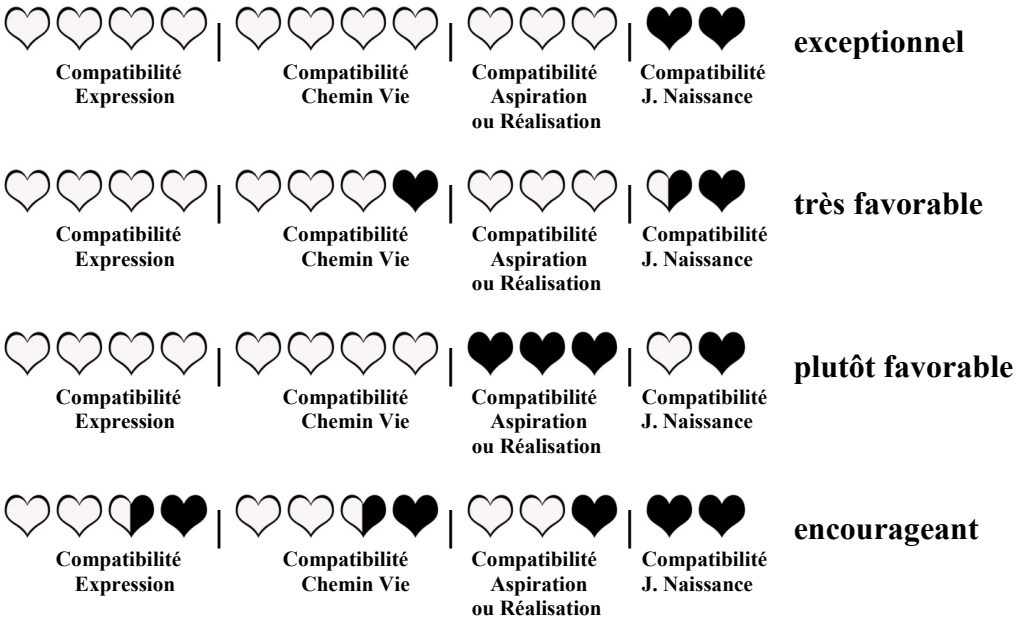 exceptionnel
Compatibilité Compatibilité Compatibilité Compatibilité
Expression Chemin Vie Aspiration J. Naissance
ou Réalisation
très favorable
Compatibilité Compatibilité Compatibilité Compatibilité
Expression Chemin Vie Aspiration J. Naissance
ou Réalisation
plutôt favorable
Compatibilité Compatibilité Compatibilité Compatibilité
Expression Chemin Vie Aspiration J. Naissance
ou Réalisation
encourageant
Compatibilité Compatibilité Compatibilité Compatibilité
Expression Chemin Vie Aspiration J. Naissance
ou Réalisation